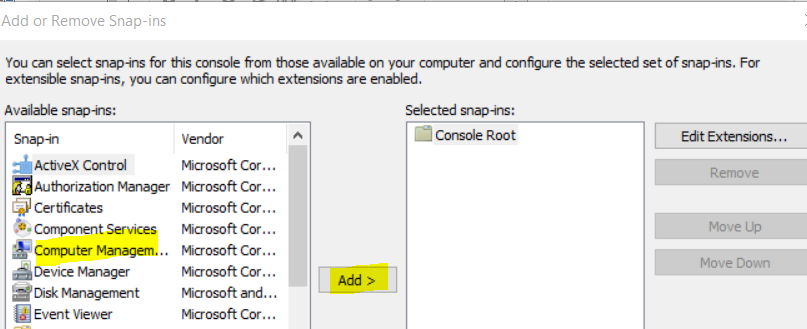 Add or Remove Snap-ins
You can select snap-ins for this console from those available on your computer and configure the selected set of snap-ins. For
extensible snap-ins, you can configure which extensions are enabled.
Available snap-ins:
Selected snap-ins:
Snap-in Vendor
ActiveX Control Microsoft Cor...
Authorization Manager Microsoft Cor...
Certificates Microsoft Cor...
Component Services Microsoft Cor...
Computer Managem... Microsoft Cor...
Device Manager Microsoft Cor...
Disk Management Microsoft and...
Event Viewer Microsoft Cor...
Add >
Console Root
Edit Extensions...
Remove
Move Up
Move Down